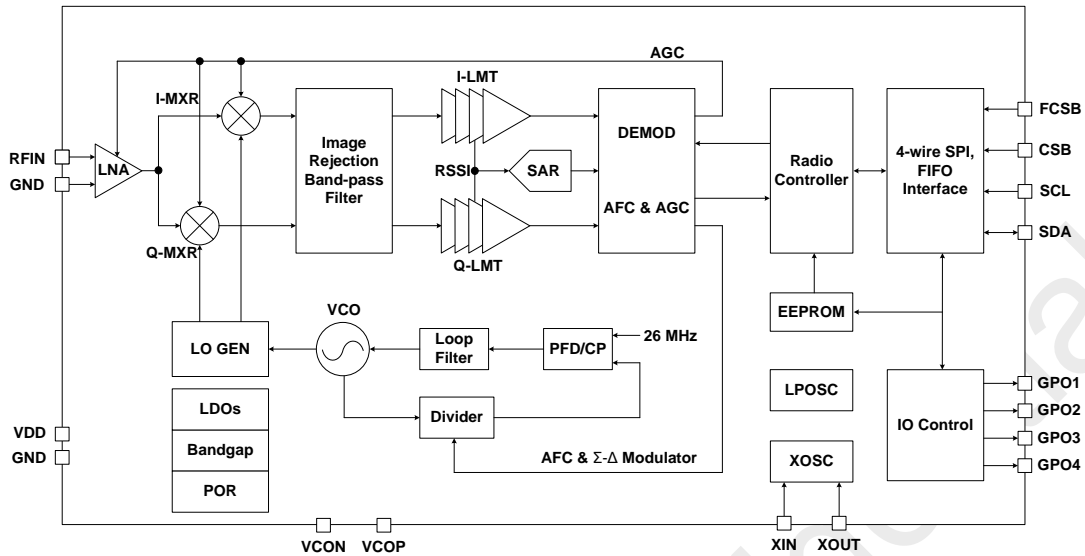 AGC
I-LMT
I-MXR
FCSB
DEMOD
Image
Rejection
Band-pass
Filter
Radio
Controller
4-wire SPI,
FIFO
Interface
CSB
RFIN
LNA
RSSI
SAR
GND
SCL
AFC & AGC
SDA
Q-MXR
Q-LMT
VCO
EEPROM
26 MHz
LO GEN
Loop
Filter
PFD/CP
LPOSC
GPO1
LDOs
Divider
GPO2
IO Control
VDD
Bandgap
GPO3
GND
AFC & Σ-Δ Modulator
XOSC
GPO4
POR
VCON
VCOP
XIN
XOUT